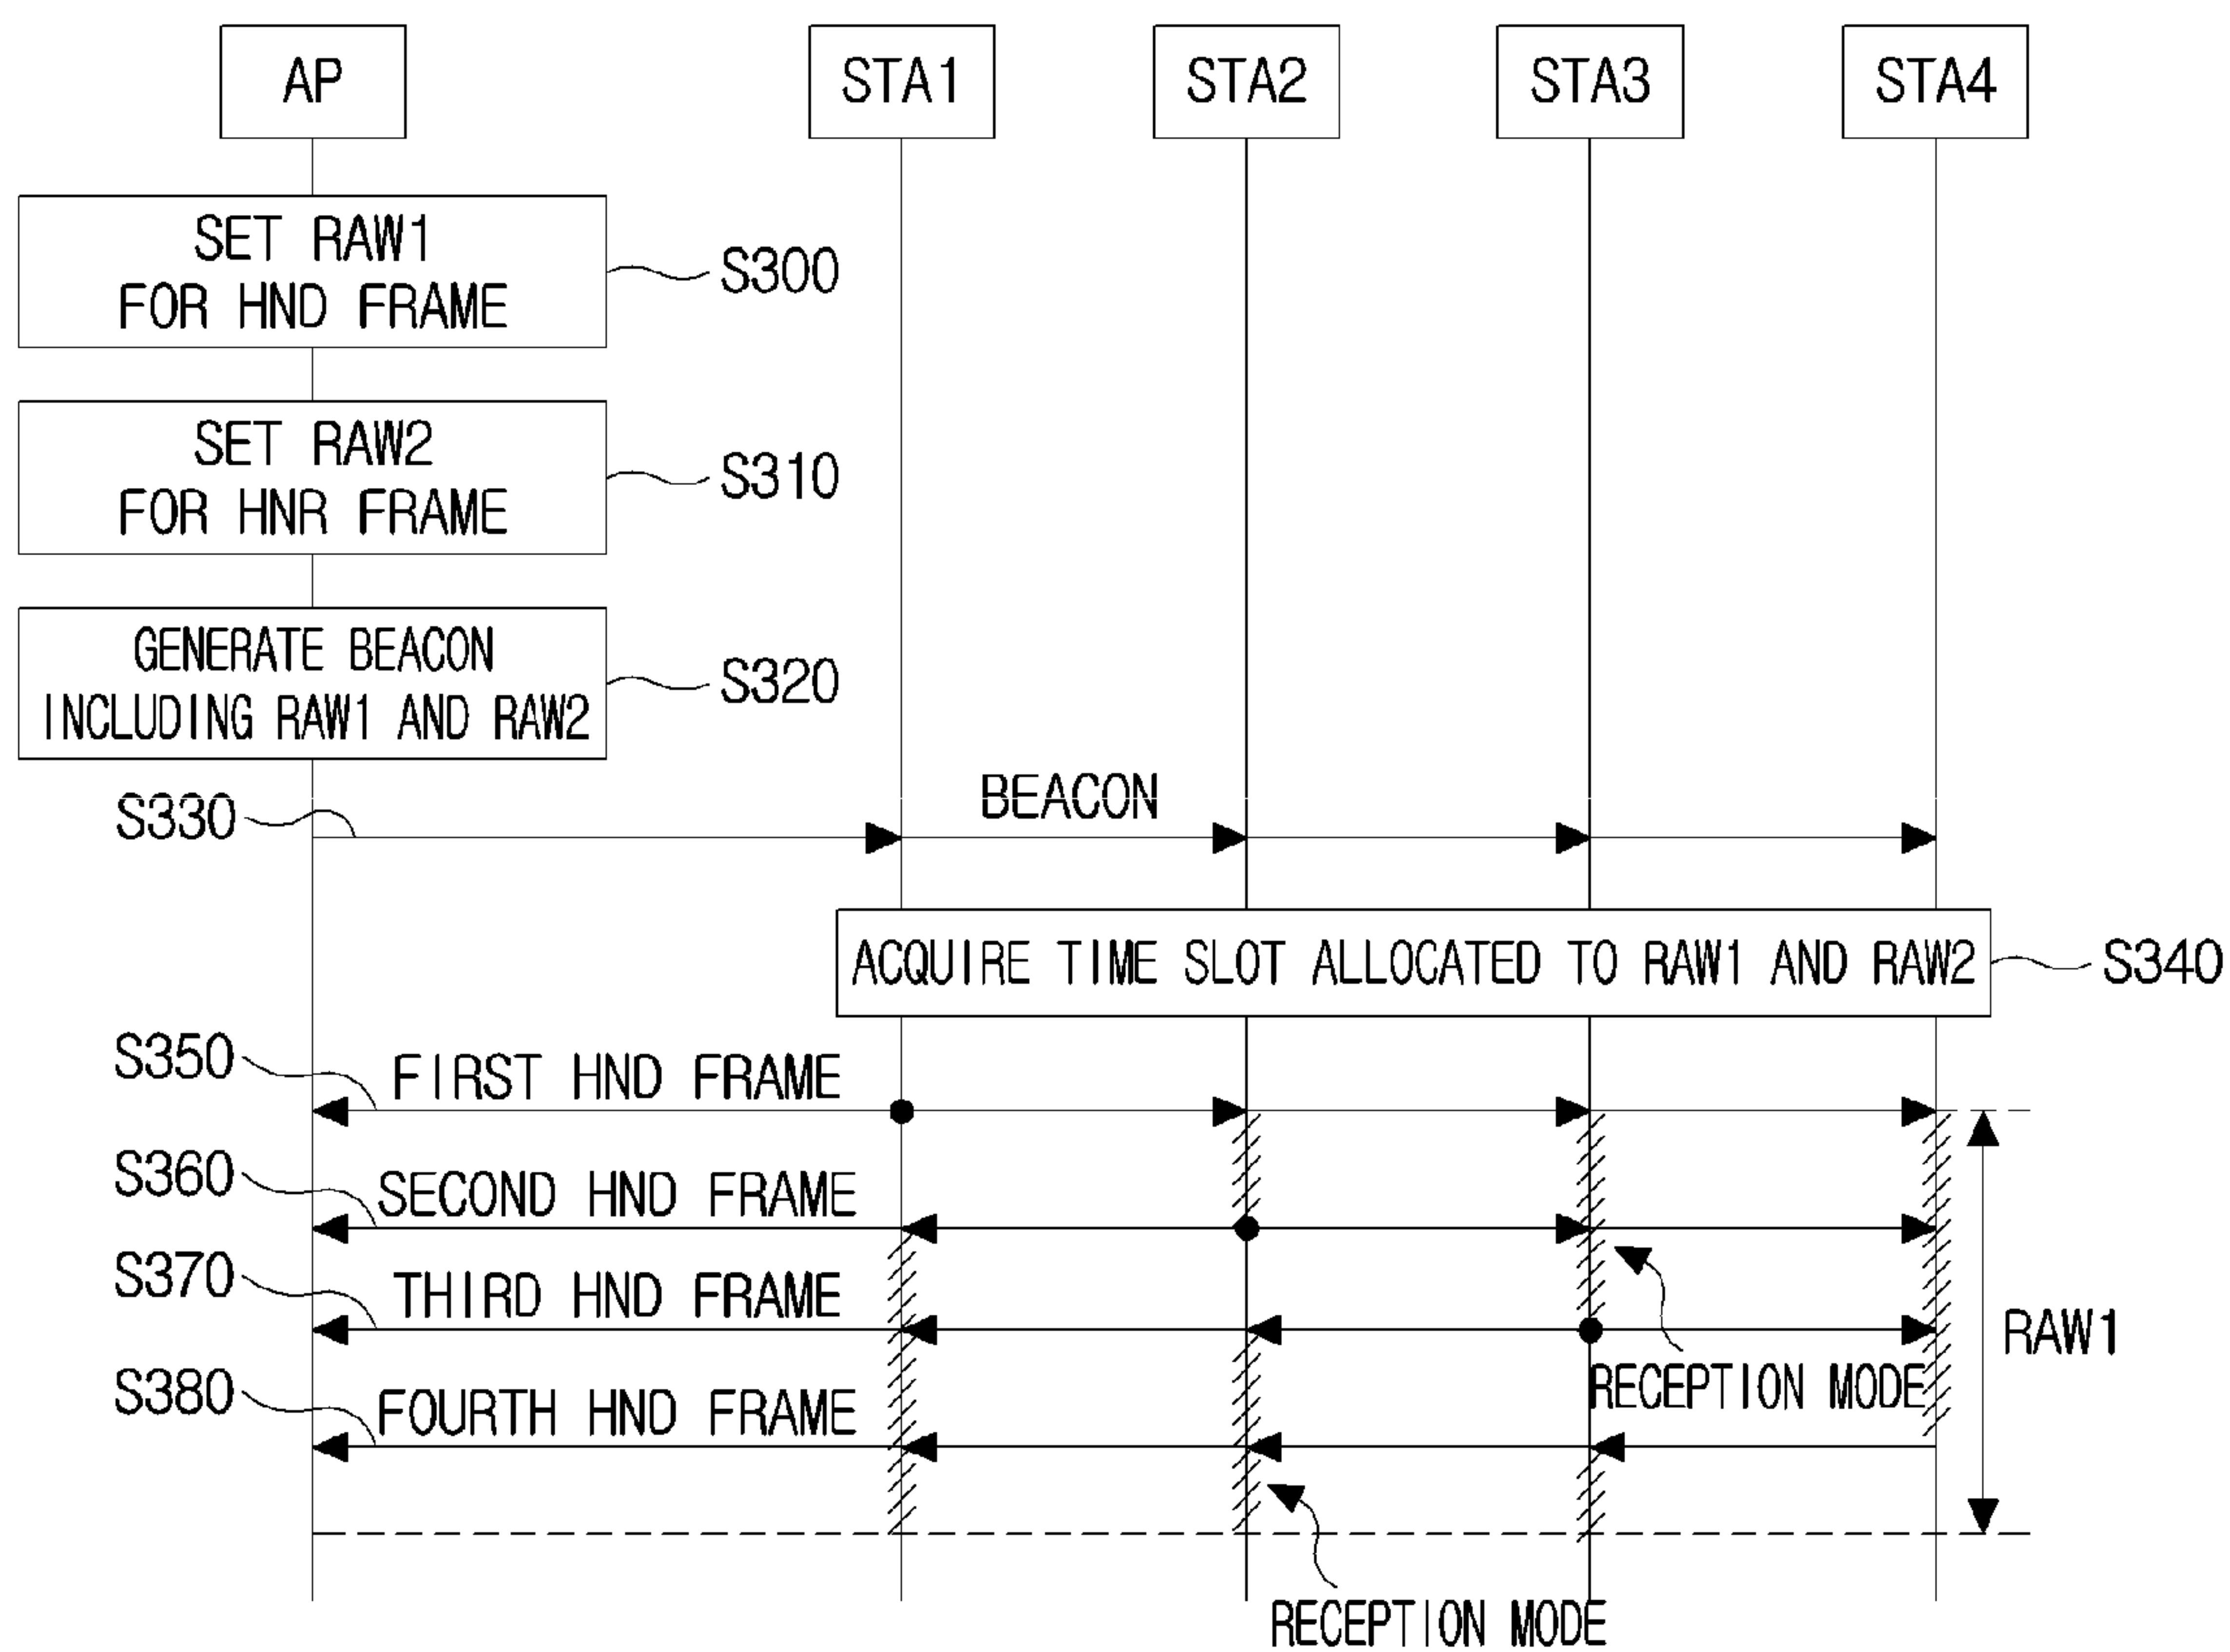 AP
STA1
STA2
STA3
STA4
SET RAW1
FOR HND FRAME
S300
SET RAW2
FOR HNR FRAME
S310
GENERATE BEACON
INCLUDING RAW1 AND RAW2
S320
S330
BEACON
ACQUIRE TIME SLOT ALLOCATED TO RAW1 AND RAW2
S340
S350
FIRST HND FRAME
S360
SECOND HND FRAME
S370
THIRD HND FRAME
RAW1
RECEPTION MODE
S380
FOURTH HND FRAME
RECEPTION MODE